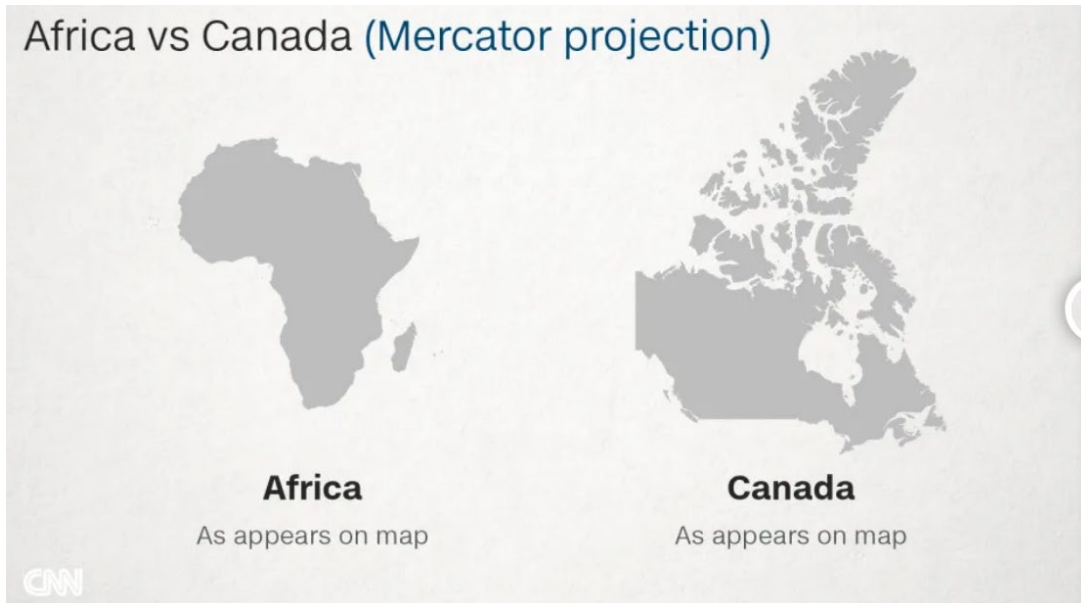 Africa vs Canada (Mercator projection)
Africa
As appears on map
Canada
As appears on map
CNN